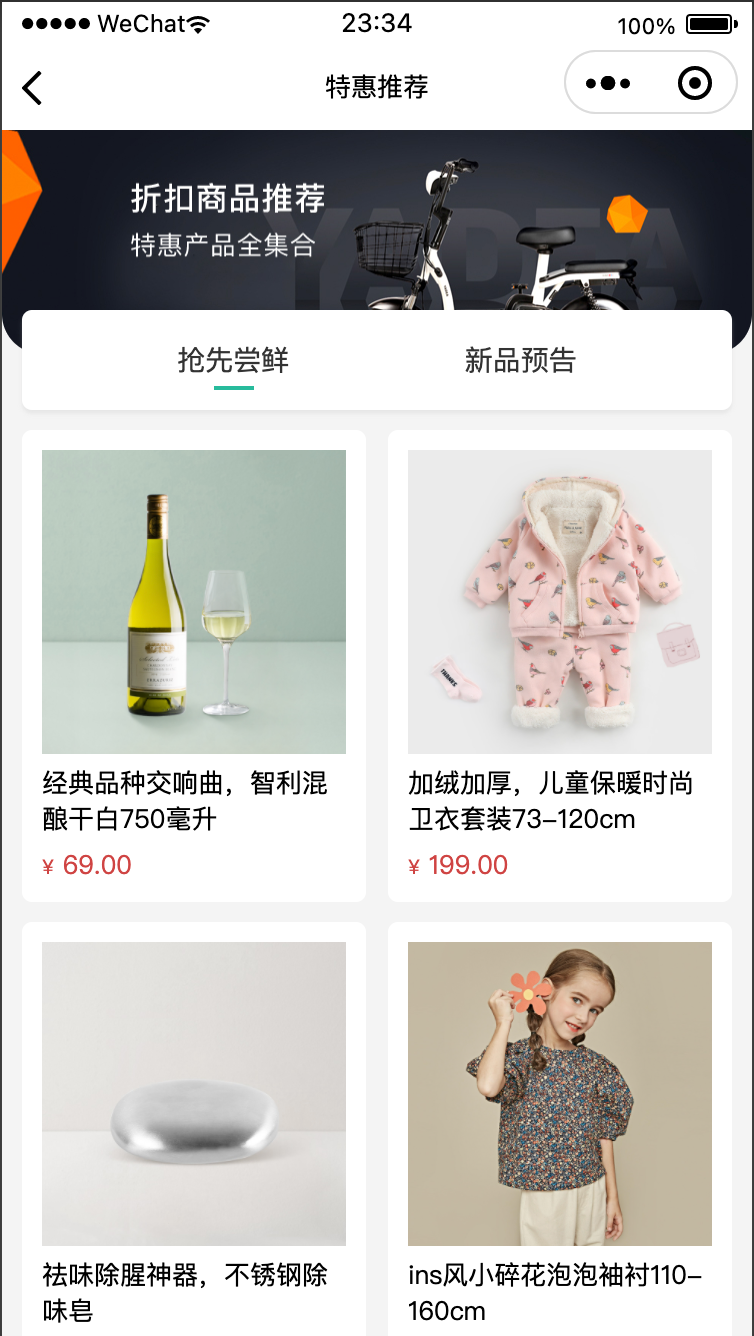 WeChat
23:34
100%
特惠推荐
折扣商品推荐
特惠产品全集合
YADEA
抢先尝鲜
新品预告
经典品种交响曲，智利混
酿干白750毫升
¥ 69.00
加绒加厚，儿童保暖时尚
卫衣套装73-120cm
¥ 199.00
祛味除腥神器，不锈钢除
味皂
ins风小碎花泡泡袖衬110-
160cm